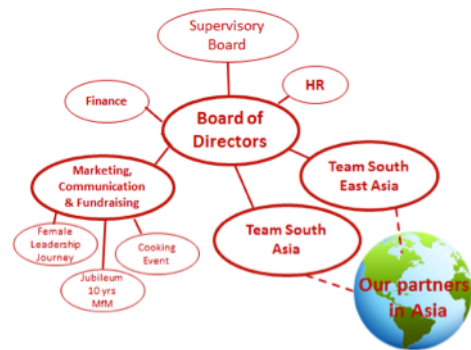 Supervisory
Board
HR
Finance
Board of
Directors
Marketing,
Communication
& Fundraising
Team South
East Asia
Female
Leadership
Journey
Cooking
Event
Team South
Asia
Jubileum
10 yrs
MfM
Our partners
in Asia